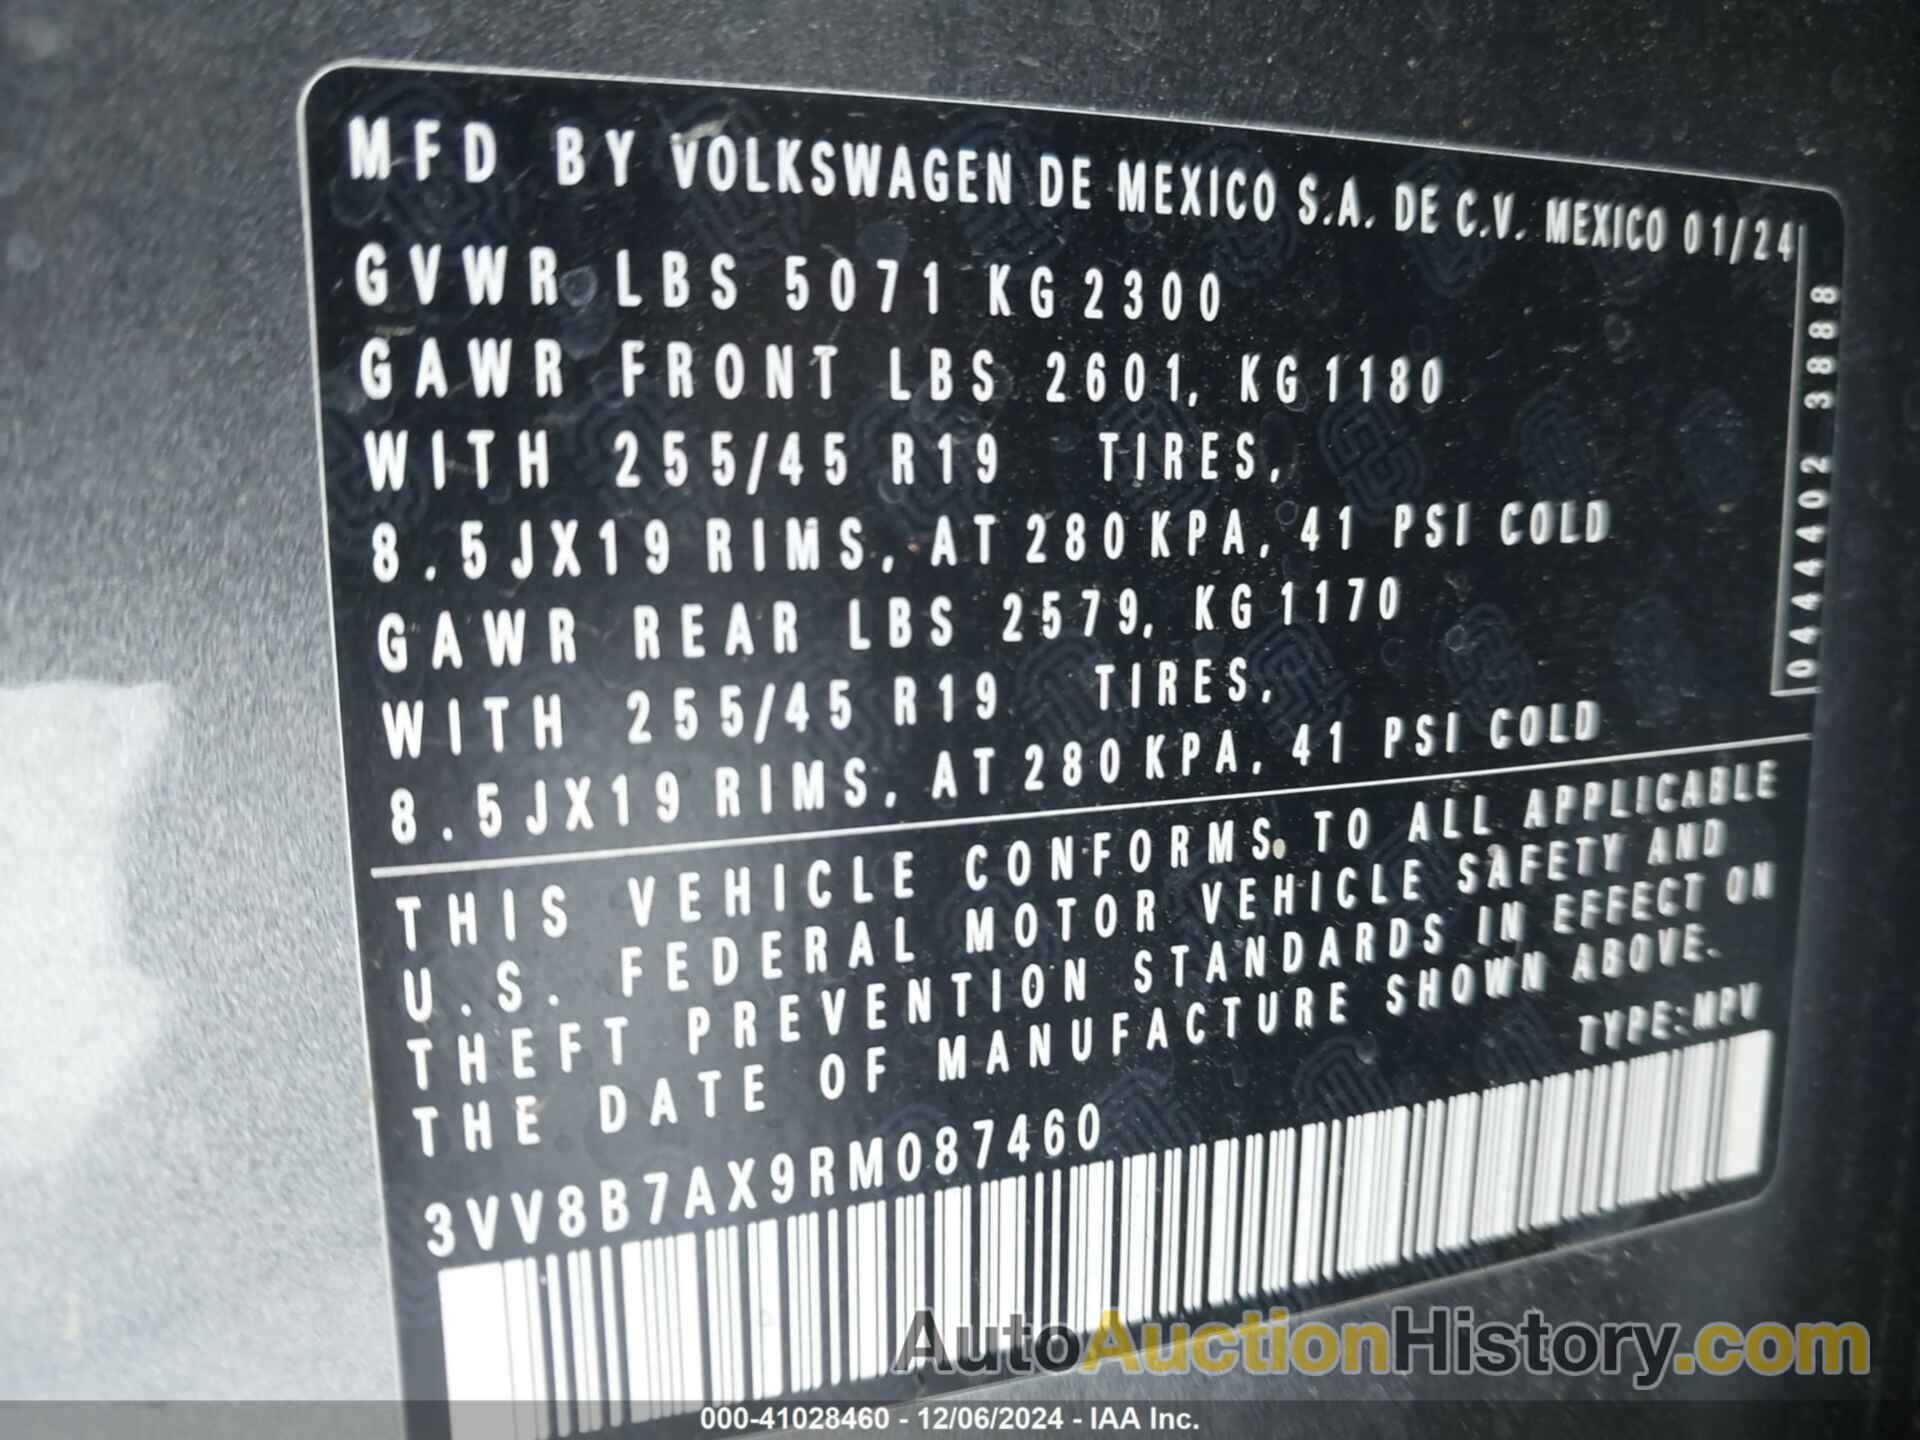 MFD BY VOLKSWAGEN DE MEXICO S.A. DE C.V. MEXICO 01/24
GVWR LBS 5071 KG 2300
GAWR FRONT LBS 2601, KG 1180
WITH 255/45 R19 TIRES,
8.5JX19 RIMS, AT 280 KPA, 41 PSI COLD
GAWR REAR LBS 2579, KG 1170
WITH 255/45 R19 TIRES,
8.5JX19 RIMS, AT 280 KPA, 41 PSI COLD
0444402 3888
THIS VEHICLE CONFORMS TO ALL APPLICABLE
U.S. FEDERAL MOTOR VEHICLE SAFETY AND
THEFT PREVENTION STANDARDS IN EFFECT ON
THE DATE OF MANUFACTURE SHOWN ABOVE.
TYPE:MPV
3VV8B7AX9RM087460
AutoAuctionHistory.com
000-41028460 - 12/06/2024 - IAA Inc.